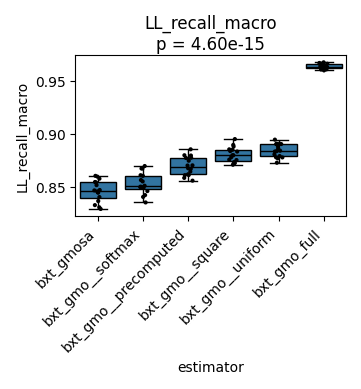 LL_recall_macro
p = 4.60e-15
LL_recall_macro
0.95
0.90
0.85
bxt_gmosa
bxt_gmo__softmax
bxt_gmo__precomputed
bxt_gmo__square
bxt_gmo__uniform
bxt_gmo_full
estimator